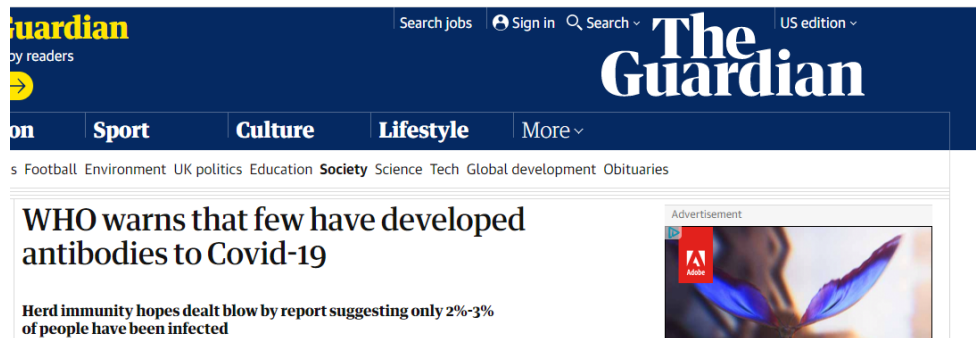 Guardian
by readers
Search jobs Sign in Search
US edition
The
Guardian
on Sport Culture Lifestyle More
s Football Environment UK politics Education Society Science Tech Global development Obituaries
WHO warns that few have developed
antibodies to Covid-19
Herd immunity hopes dealt blow by report suggesting only 2%-3%
of people have been infected
Advertisement
Adobe